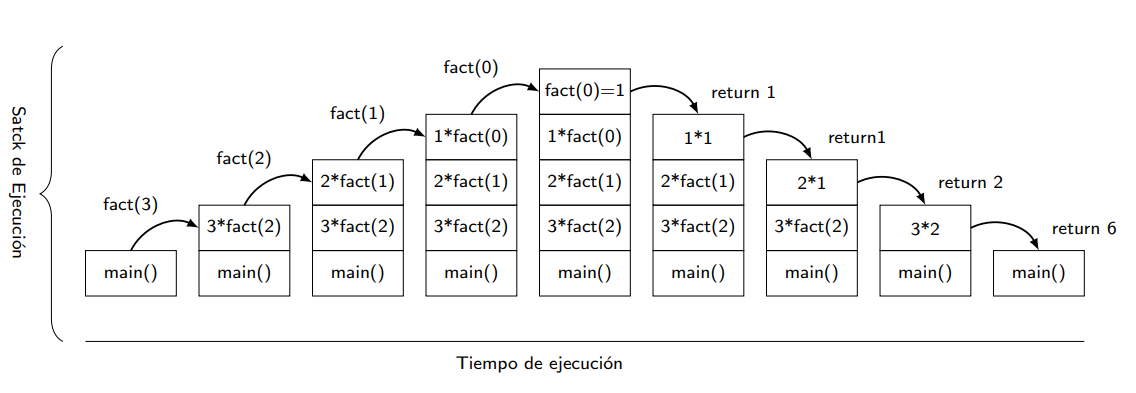 Satck de Ejecución
fact(0)
fact(0)=1
return 1
fact(1)
1*fact(0)
1*fact(0)
1*1
return1
fact(2)
2*fact(1)
2*fact(1)
2*fact(1)
2*fact(1)
2*1
return 2
fact(3)
3*fact(2)
3*fact(2)
3*fact(2)
3*fact(2)
3*fact(2)
3*fact(2)
3*2
return 6
main()
main()
main()
main()
main()
main()
main()
main()
main()
Tiempo de ejecución